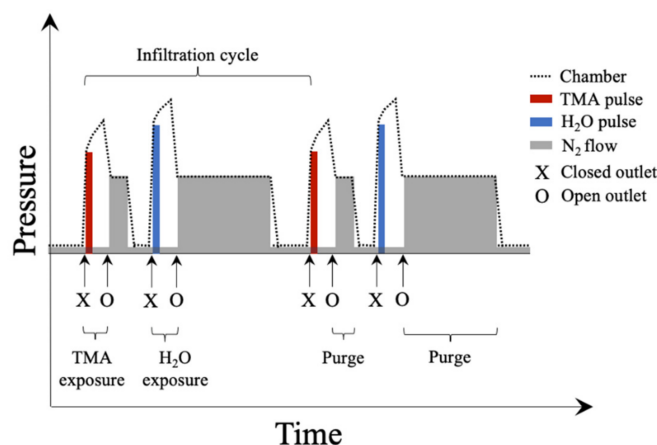 Infiltration cycle
Chamber
TMA pulse
H₂O pulse
N₂ flow
X Closed outlet
O Open outlet
Pressure
X O X O X O X O
TMA
exposure
H₂O
exposure
Purge
Purge
Time